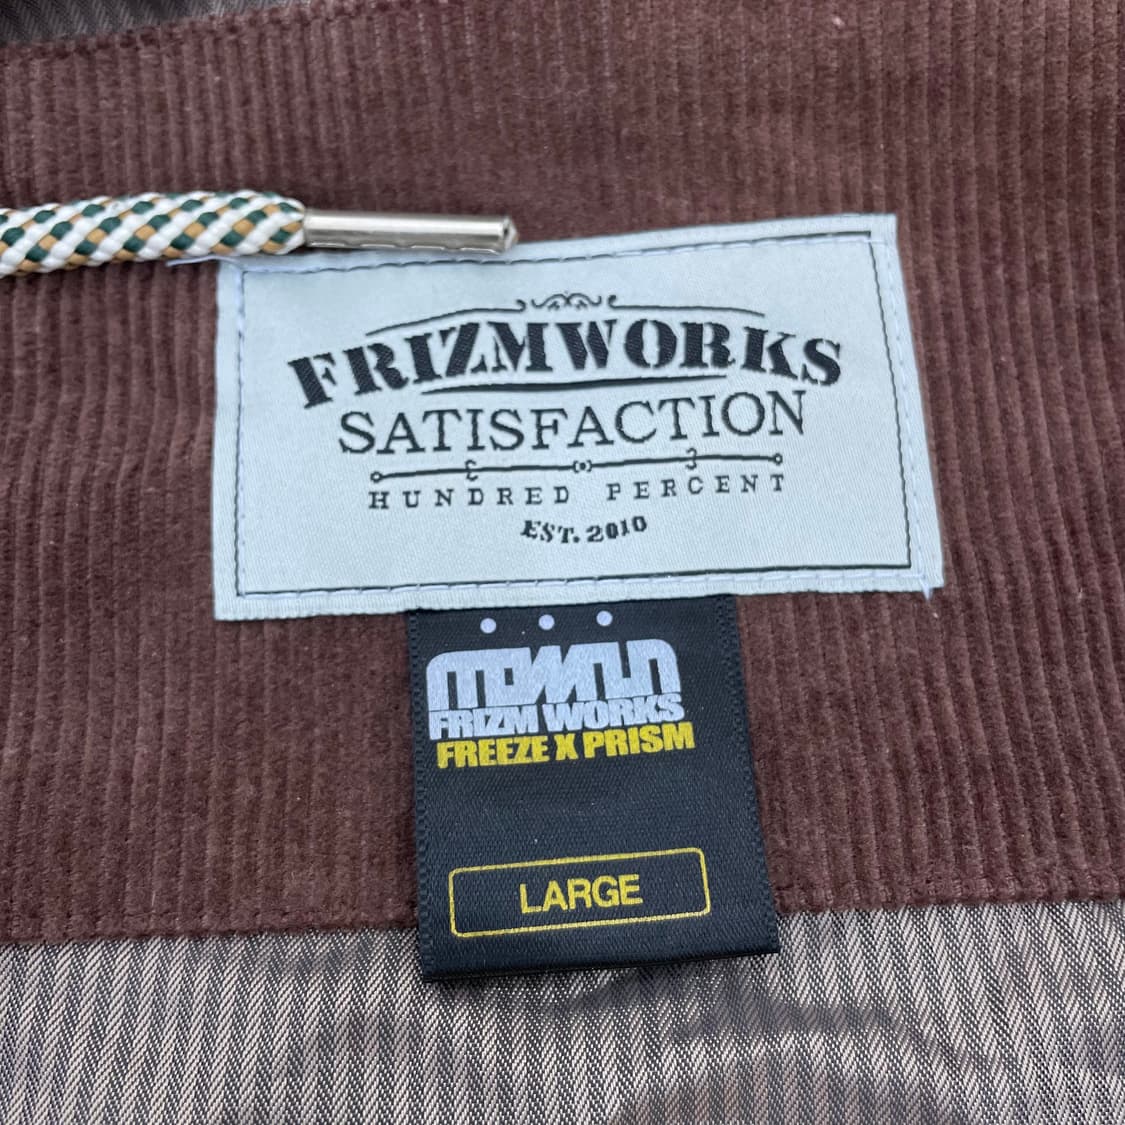 FRIZMWORKS
SATISFACTION
HUNDRED PERCENT
EST. 2010
FRIZM WORKS
FREEZE X PRISM
LARGE